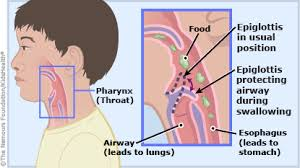 ©The Nemours Foundation/KidsHealth®
Pharynx
(Throat)
Food
Epiglottis
in usual
position
Epiglottis
protecting
airway
during
swallowing
Airway
(leads to lungs)
Esophagus
(leads to
stomach)